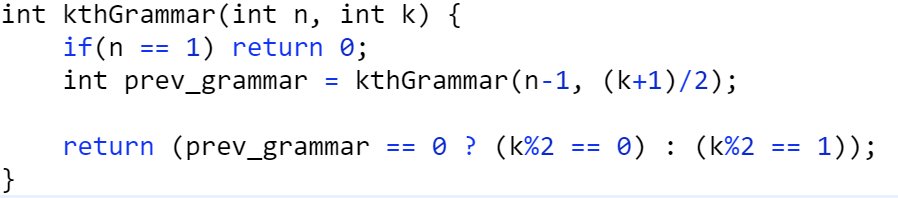 int kthGrammar(int n, int k) {
    if(n == 1) return 0;
    int prev_grammar = kthGrammar(n-1, (k+1)/2);
    return (prev_grammar == 0 ? (k%2 == 0) : (k%2 == 1));
}